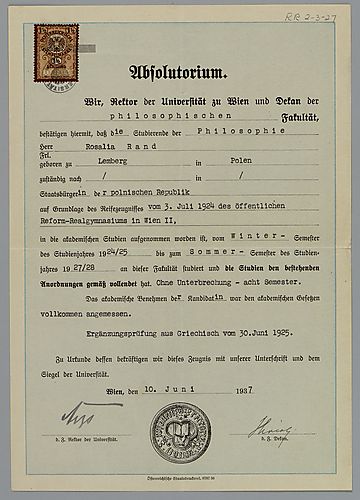 RR 2-3-27
Absolutorium.
Wir, Rektor der Universität zu Wien und Dekan der
philosophischen Fakultät,
bestätigen hiermit, daß die Studierende der Philosophie
Herr Rosalia Rand
Frl.
geboren zu Lemberg in Polen
zuständig nach / in /
Staatsbürgerin der polnischen Republik
auf Grundlage des Reifezeugnisses vom 3. Juli 1924 des öffentlichen
Reform-Realgymnasiums in Wien II,
in die akademischen Studien aufgenommen worden ist, vom Winter- Semester
des Studienjahres 1924/25 bis zum Sommer- Semester des Studien-
jahres 1927/28 an dieser Fakultät studiert und die Studien den bestehenden
Anordnungen gemäß vollendet hat. Ohne Unterbrechung - acht Semester.
Das akademische Benehmen der Kandidatin war den akademischen Gesetzen
vollkommen angemessen.
Ergänzungsprüfung aus Griechisch vom 30.Juni 1925.
Zu Urkunde dessen bekräftigen wir dieses Zeugnis mit unserer Unterschrift und dem
Siegel der Universität.
Wien, den 10. Juni 1937
d. Z. Rektor der Universität.
d. Z. Dekan.
Österreichische Staatsdruckerei.